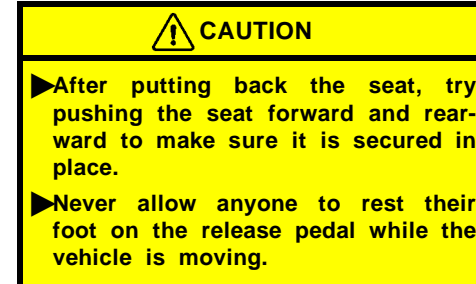 CAUTION
▶After putting back the seat, try
pushing the seat forward and rear-
ward to make sure it is secured in
place.
▶Never allow anyone to rest their
foot on the release pedal while the
vehicle is moving.